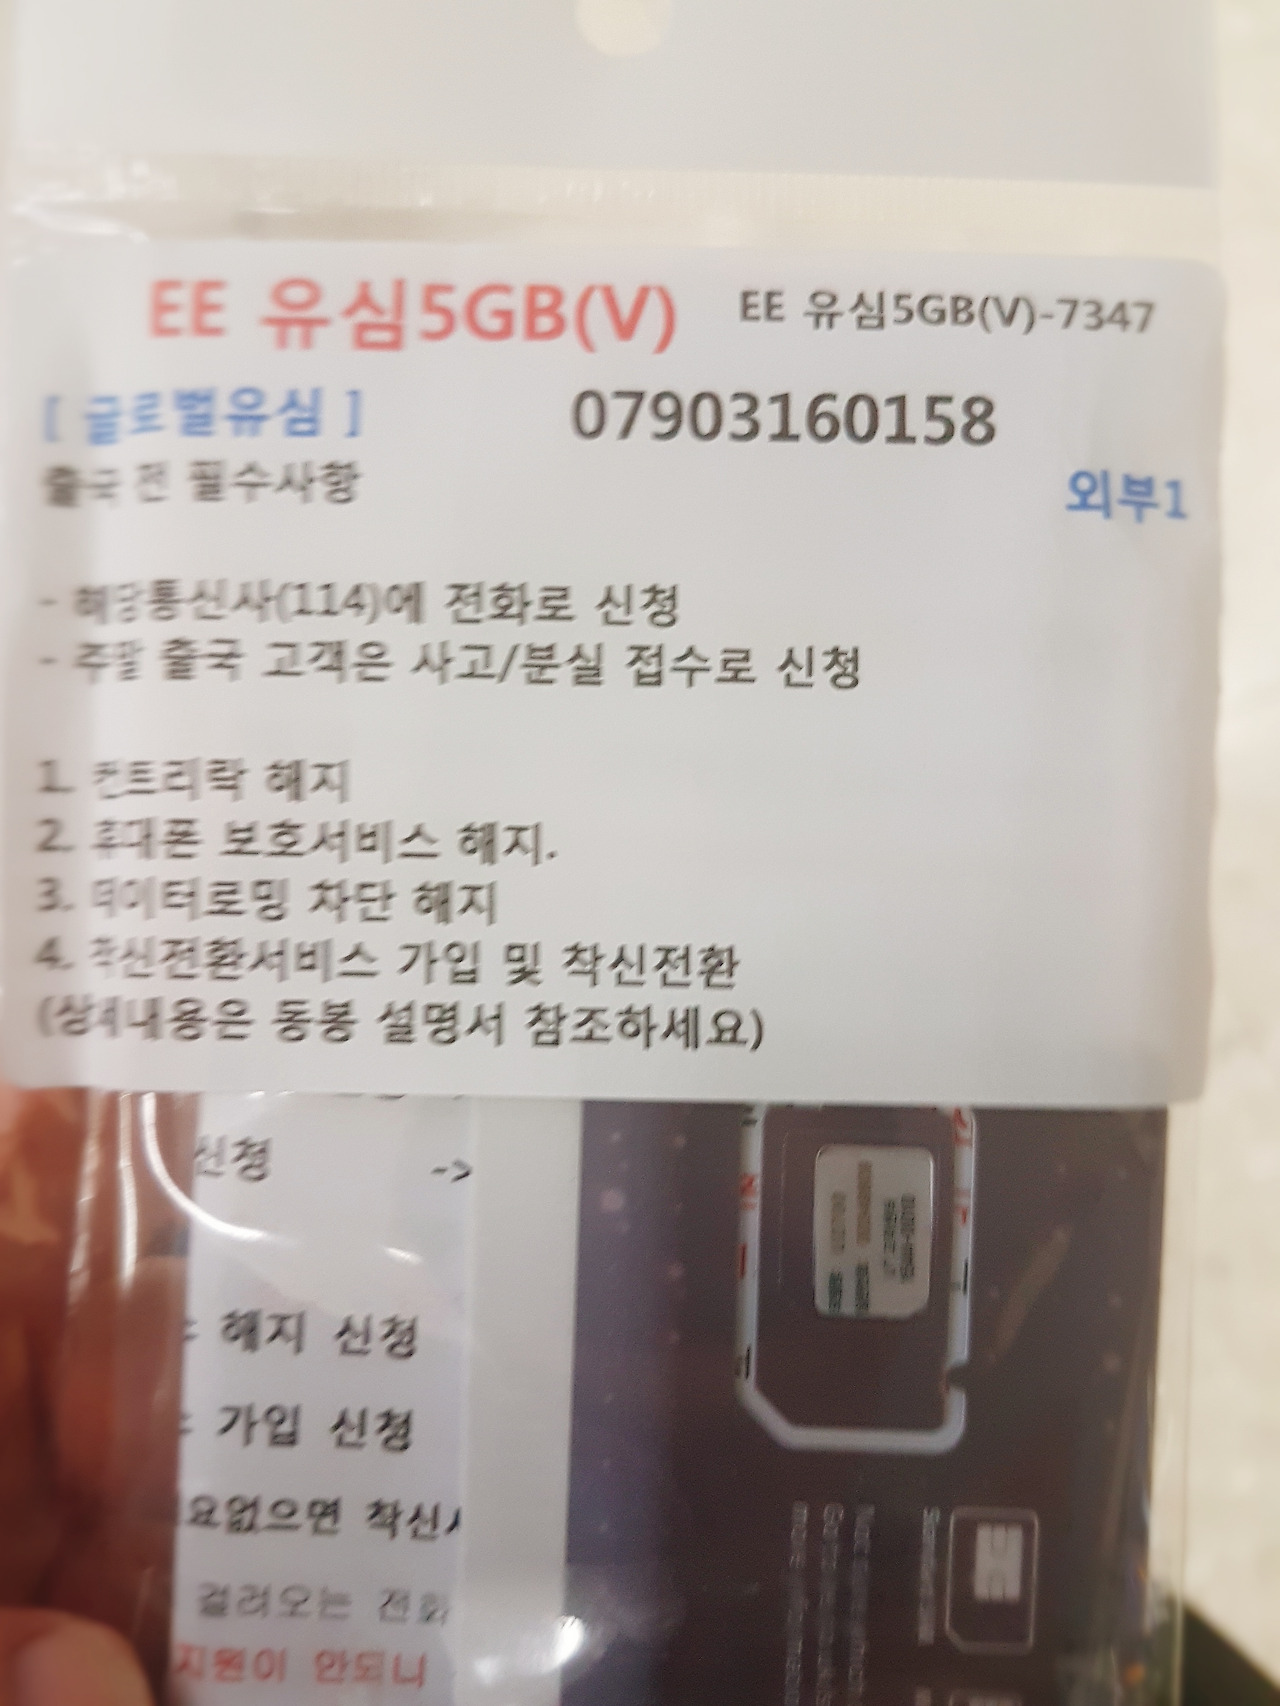 EE 유심5GB(V) EE 유심5GB(V)-7347
[ 글로벌유심 ] 07903160158
출국 전 필수사항
외부1
- 해당통신사(114)에 전화로 신청
- 주말 출국 고객은 사고/분실 접수로 신청
1. 컨트리락 해지
2. 휴대폰 보호서비스 해지.
3. 데이터로밍 차단 해지
4. 착신전환서비스 가입 및 착신전환
(상세내용은 동봉 설명서 참조하세요)
신청 ->
해지 신청
가입 신청
요없으면 착신
걸려오는 전화
지원이 안되니